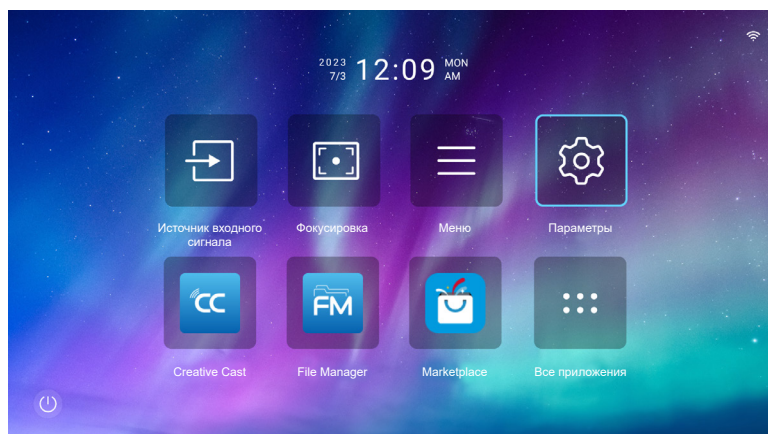 2023
7/3
12:09
MON
AM
Источник входного
сигнала
Фокусировка
Меню
Параметры
CC
FM
Creative Cast
File Manager
Marketplace
Все приложения